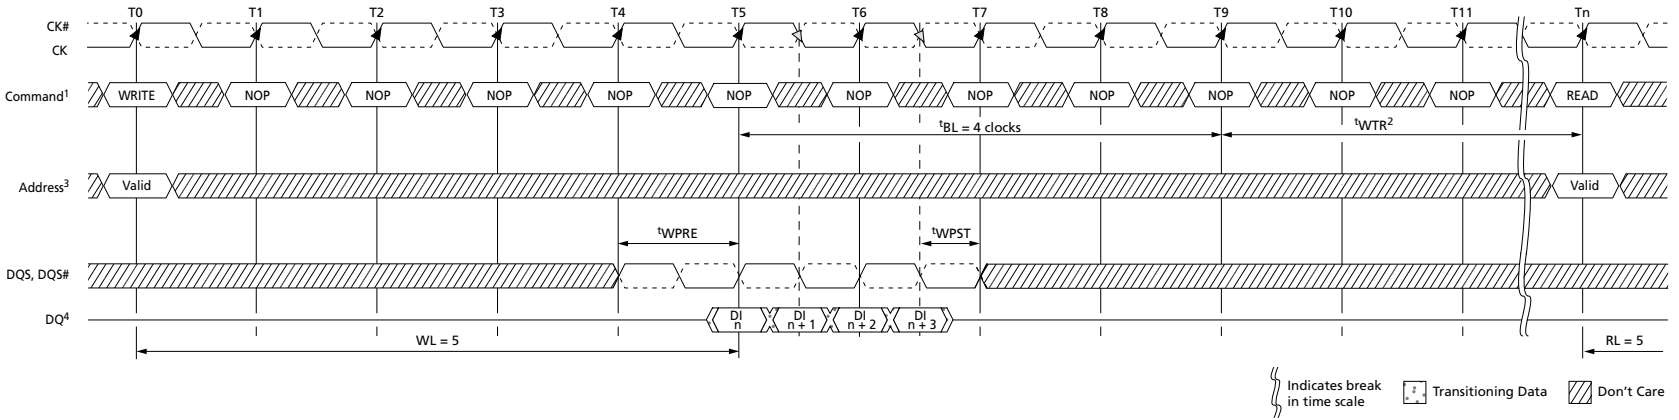 T0 T1 T2 T3 T4 T5 T6 T7 T8 T9 T10 T11 Tn
CK#
CK
Command¹ WRITE NOP NOP NOP NOP NOP NOP NOP NOP NOP NOP NOP READ
ᵗBL = 4 clocks ᵗWTR²
Address³ Valid Valid
ᵗWPRE ᵗWPST
DQS, DQS#
DQ⁴ DI n DI n + 1 DI n + 2 DI n + 3
WL = 5 RL = 5
Indicates break
in time scale
Transitioning Data
Don't Care